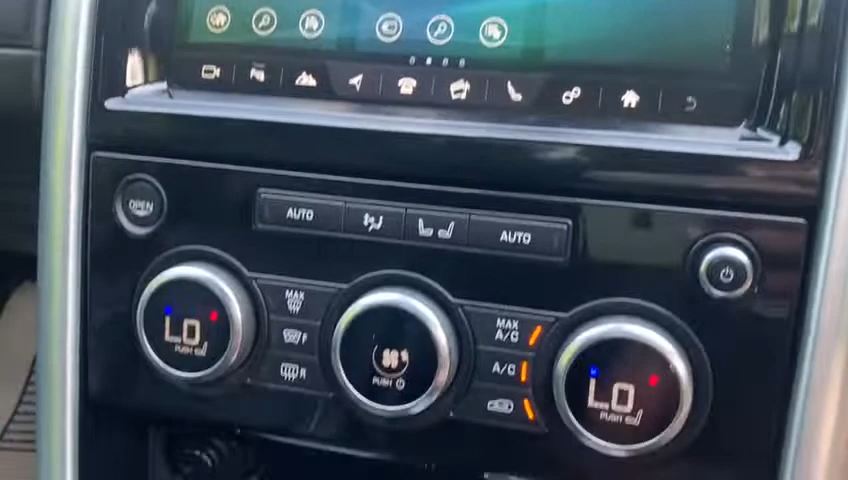 OPEN
AUTO
AUTO
MAX
F
R
LO
PUSH
PUSH
MAX
A/C
A/C
LO
PUSH